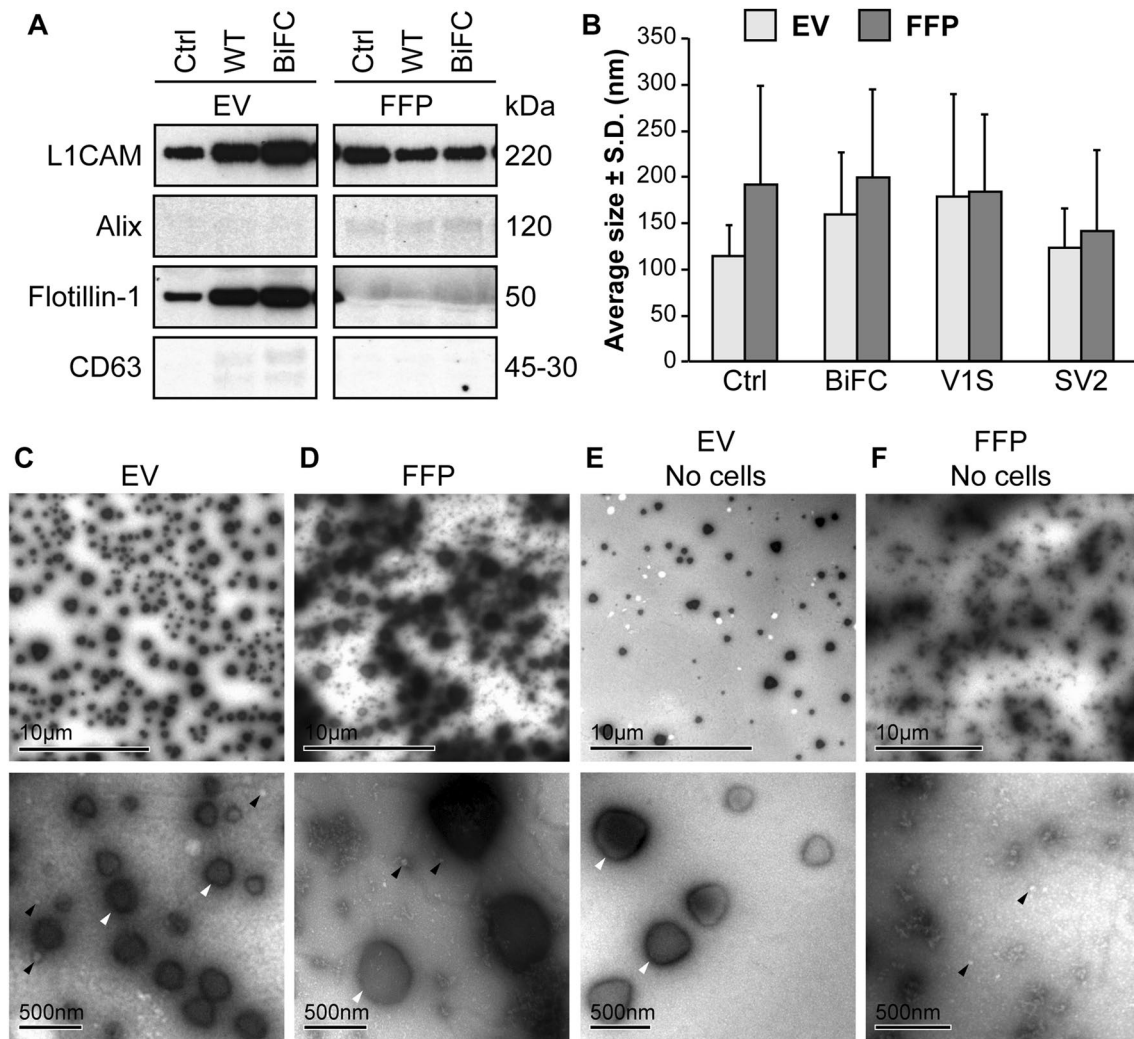 A
Ctrl
WT
BiFC
Ctrl
WT
BiFC
EV
FFP
kDa
L1CAM
220
Alix
120
Flotillin-1
50
CD63
45-30
B
EV
FFP
Average size ± S.D. (nm)
350
300
250
200
150
100
50
0
Ctrl
BiFC
V1S
SV2
C
EV
D
FFP
E
EV
No cells
F
FFP
No cells
10µm
10µm
10µm
10µm
500nm
500nm
500nm
500nm